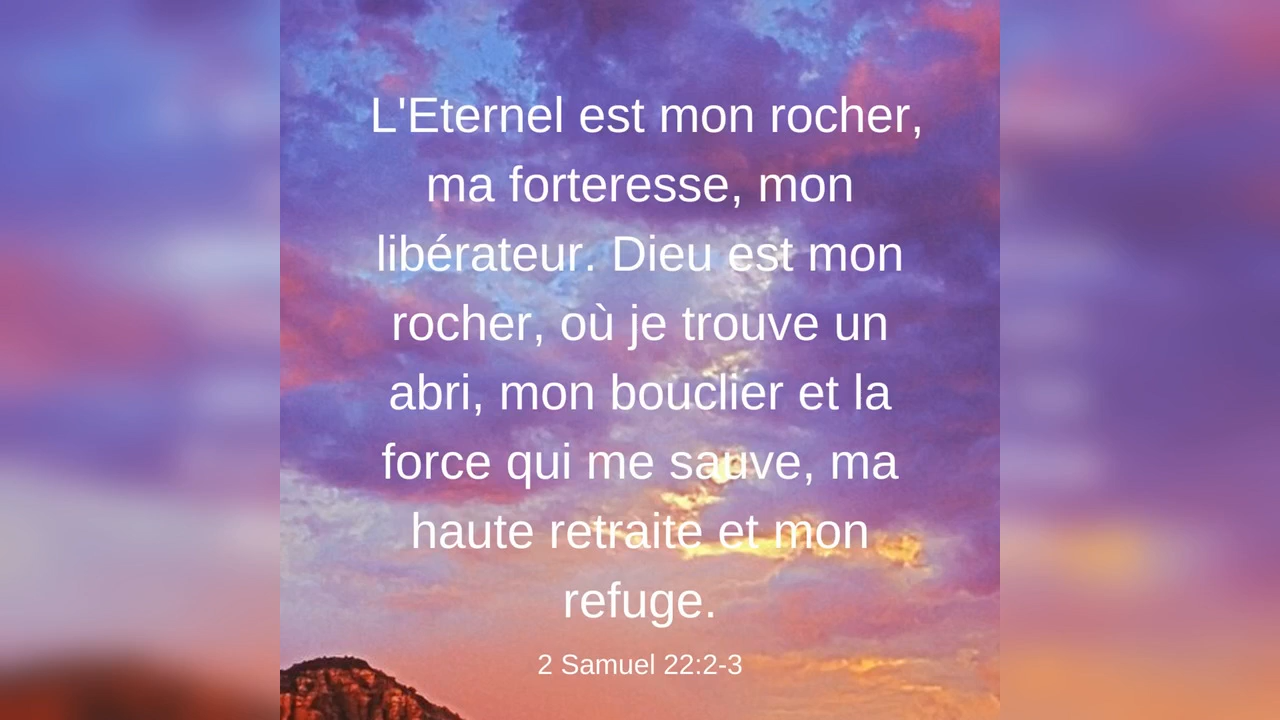 L'Eternel est mon rocher,
ma forteresse, mon
libérateur. Dieu est mon
rocher, où je trouve un
abri, mon bouclier et la
force qui me sauve, ma
haute retraite et mon
refuge.
2 Samuel 22:2-3